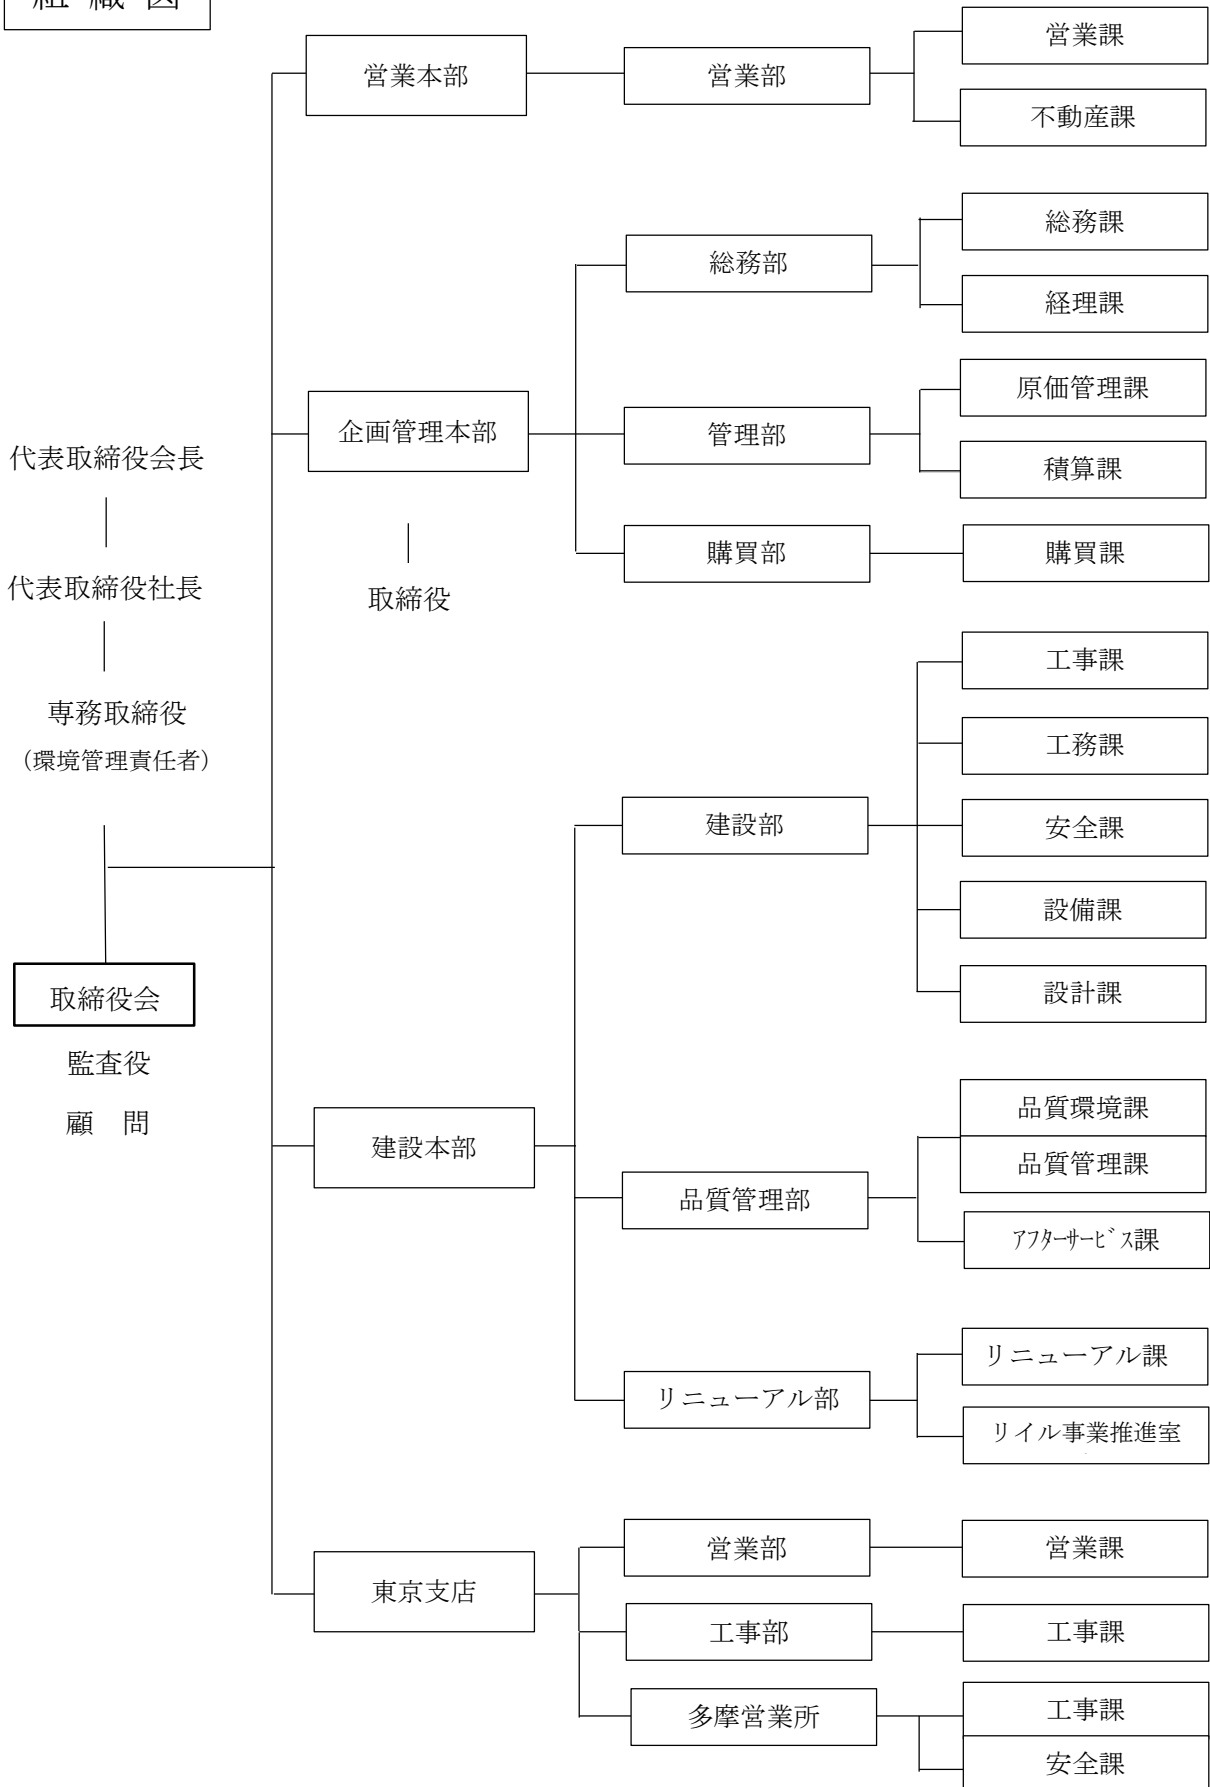 組 織 図
営業課
営業本部
営業部
不動産課
総務課
総務部
経理課
原価管理課
企画管理本部
管理部
積算課
代表取締役会長
購買部
購買課
代表取締役社長
取締役
工事課
専務取締役
工務課
（環境管理責任者）
建設部
安全課
設備課
取締役会
設計課
監査役
顧　問
品質環境課
建設本部
品質管理課
品質管理部
アフターサービス課
リニューアル課
リニューアル部
リイル事業推進室
営業部
営業課
東京支店
工事部
工事課
多摩営業所
工事課
安全課